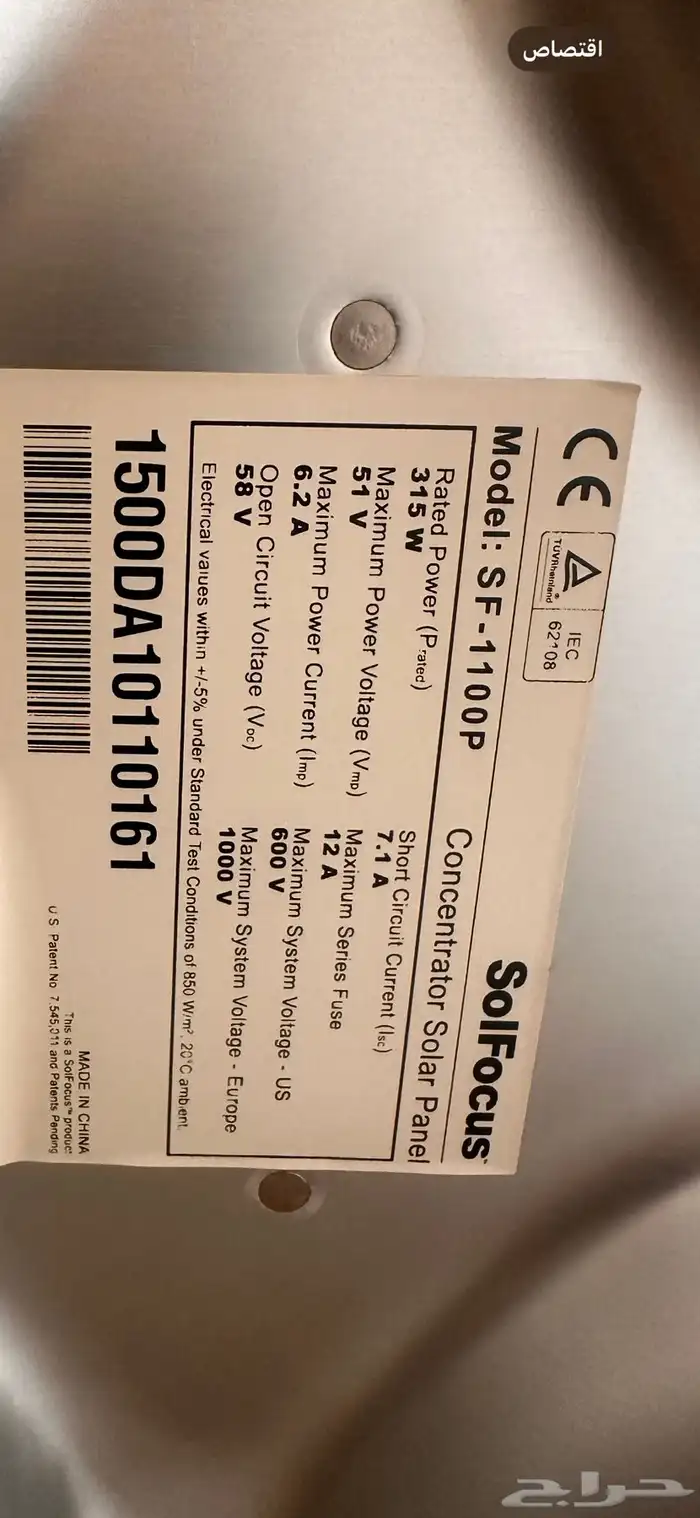 اقتصاص
CE
TÜVRheinland®
IEC
62108
SolFocus
Model: SF-1100P Concentrator Solar Panel
Rated Power (Prated)
315 W
Maximum Power Voltage (Vmp)
51 V
Maximum Power Current (Imp)
6.2 A
Open Circuit Voltage (Voc)
58 V
Short Circuit Current (Isc)
7.1 A
Maximum Series Fuse
12 A
Maximum System Voltage - US
600 V
Maximum System Voltage - Europe
1000 V
Electrical values within +/-5% under Standard Test Conditions of 850 W/m², 20°C ambient.
1500DA10110161
MADE IN CHINA
This is a SolFocus™ product
U S Patent No. 7,545,011 and Patents Pending
حراج